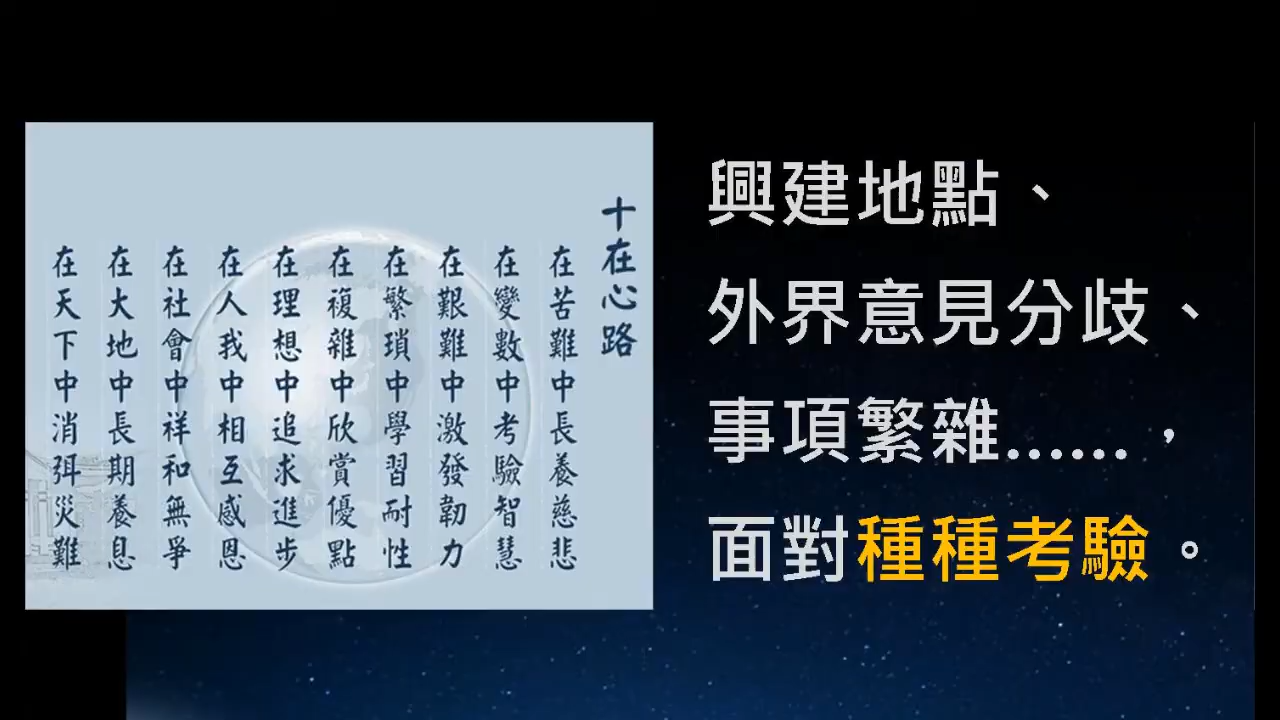 十在心路
在苦難中長養慈悲
在變數中考驗智慧
在艱難中激發韌力
在繁瑣中學習耐性
在複雜中欣賞優點
在理想中追求進步
在人我中相互感恩
在社會中祥和無爭
在大地中長期養息
在天下中消弭災難
興建地點、
外界意見分歧、
事項繁雜......，
面對種種考驗。